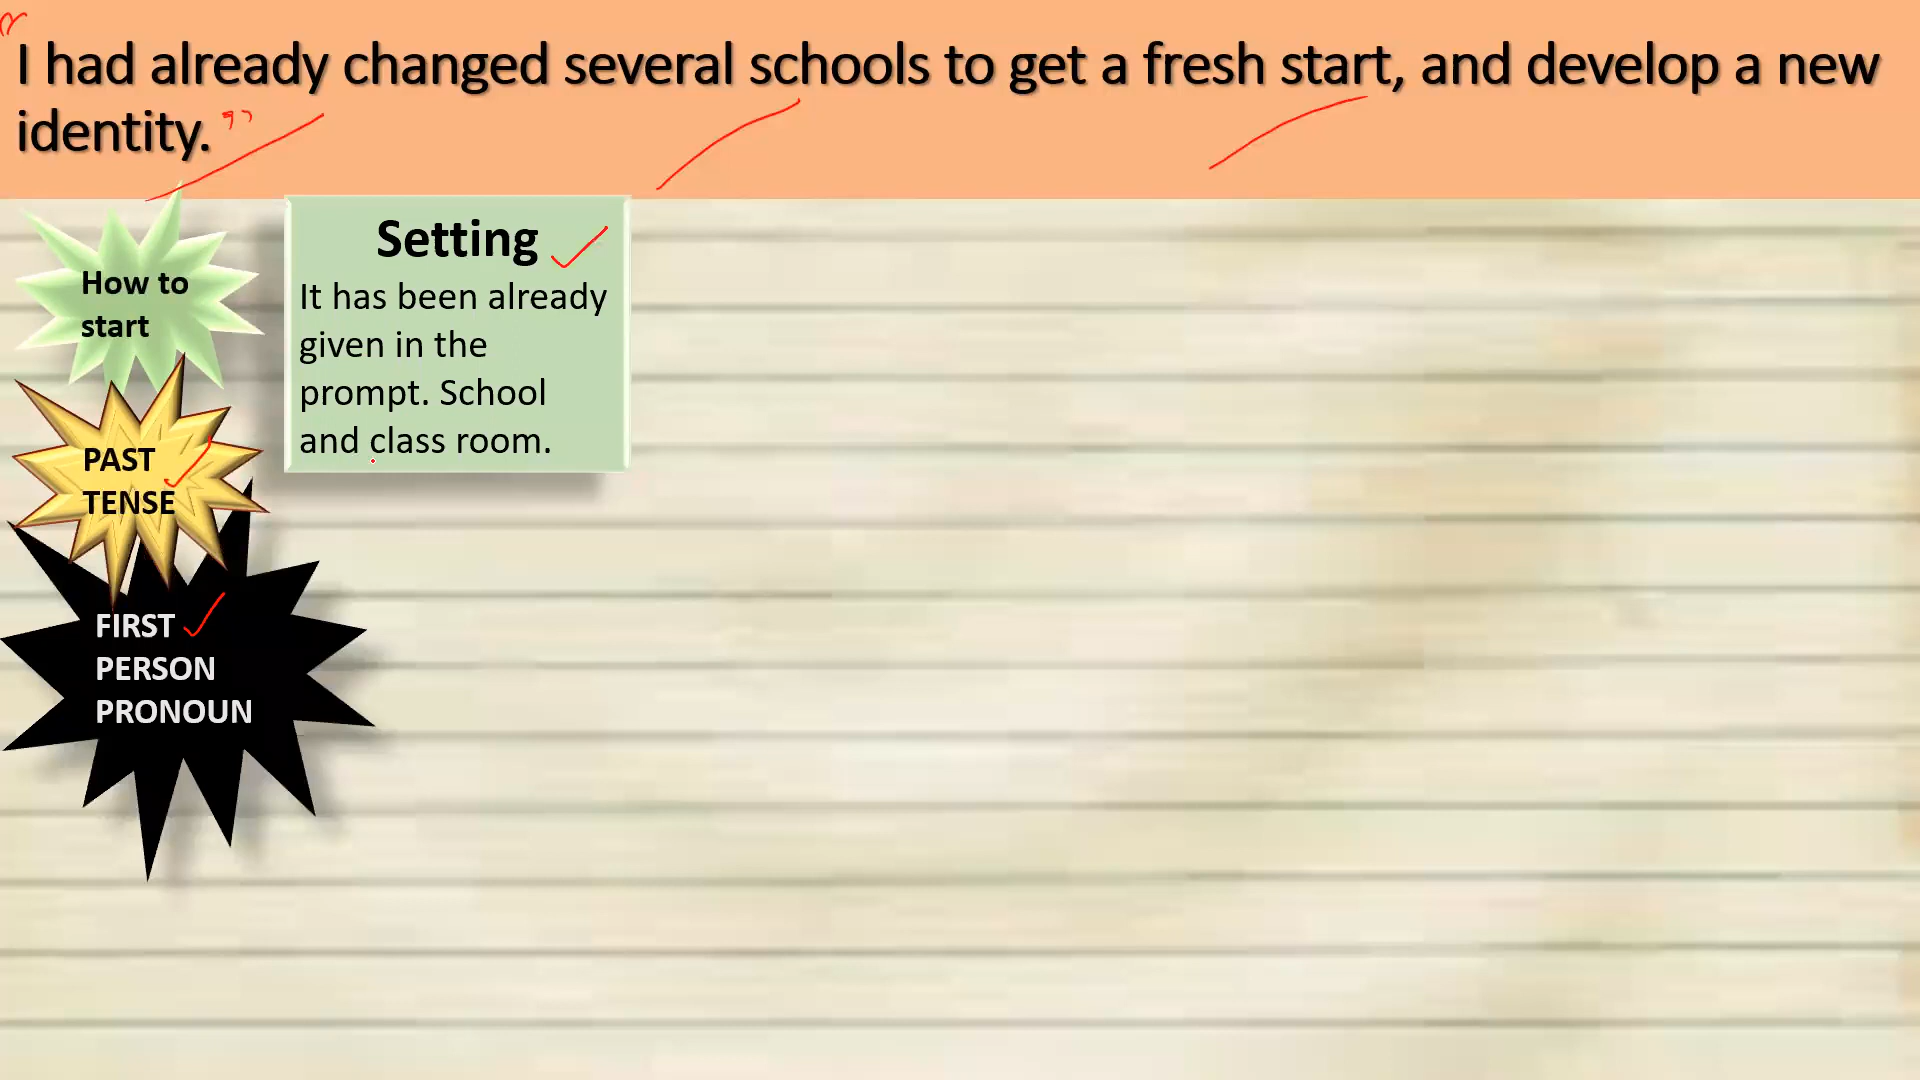 I had already changed several schools to get a fresh start, and develop a new
identity.
How to
start
PAST
TENSE
FIRST
PERSON
PRONOUN
Setting
It has been already
given in the
prompt. School
and class room.